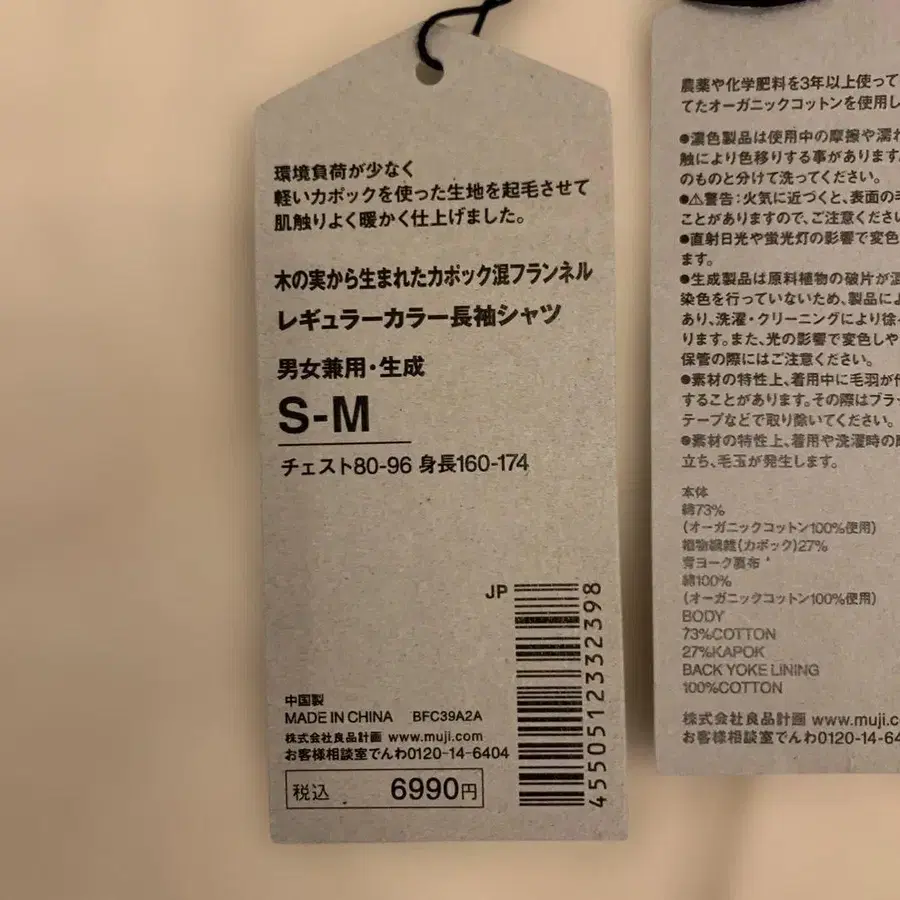 環境負荷が少なく
軽いカポックを使った生地を起毛させて
肌触りよく暖かく仕上げました。
木の実から生まれたカポック混フランネル
レギュラーカラー長袖シャツ
男女兼用・生成
S-M
チェスト80-96 身長160-174
JP
4550512332398
中国製
MADE IN CHINA BFC39A2A
株式会社良品計画 www.muji.com
お客様相談室でんわ0120-14-6404
税込 6990円
農薬や化学肥料を3年以上使って
てたオーガニックコットンを使用し
●濃色製品は使用中の摩擦や濡れ
触により色移りする事があります。
のものと分けて洗ってください。
●⚠警告:火気に近づくと、表面の毛
ことがありますので、ご注意ください
●直射日光や蛍光灯の影響で変色
ます。
●生成製品は原料植物の破片が混
染色を行っていないため、製品によ
あり、洗濯・クリーニングにより徐々
ります。また、光の影響で変色しや
保管の際にはご注意ください。
●素材の特性上、着用中に毛羽が付
することがあります。その際はブラ
テープなどで取り除いてください。
●素材の特性上、着用や洗濯時の摩
立ち、毛玉が発生します。
本体
綿73%
(オーガニックコットン100%使用)
植物繊維(カポック)27%
背ヨーク裏布
綿100%
(オーガニックコットン100%使用)
BODY
73%COTTON
27%KAPOK
BACK YOKE LINING
100%COTTON
株式会社良品計画 www.muji.c
お客様相談室でんわ0120-14-64